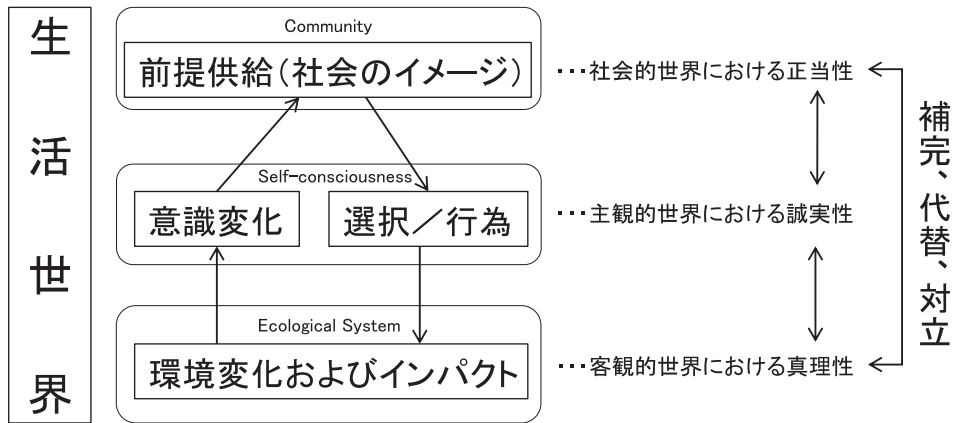 生活世界
Community
前提供給（社会のイメージ）
･･･社会的世界における正当性
Self-consciousness
意識変化
選択／行為
･･･主観的世界における誠実性
Ecological System
環境変化およびインパクト
･･･客観的世界における真理性
補完、代替、対立